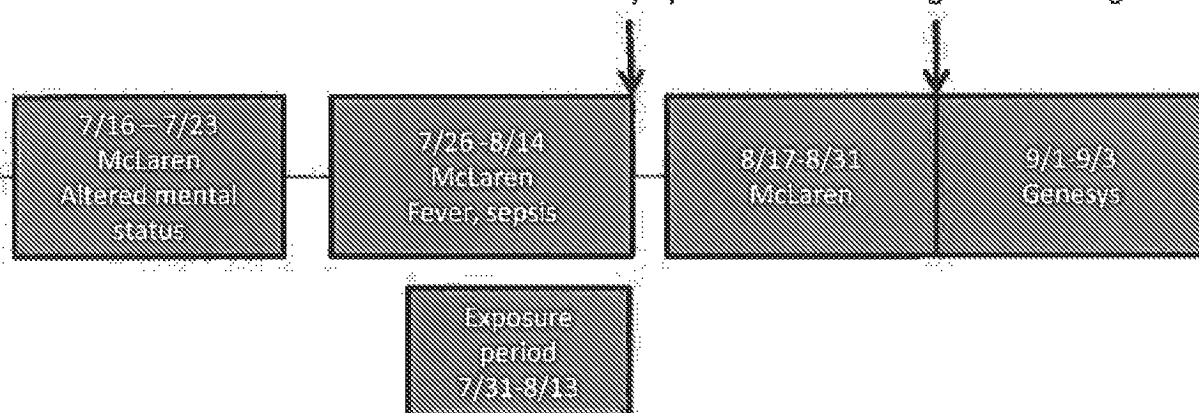 7/16 – 7/23
McLaren
Altered mental
status
7/26 -8/14
McLaren
Fever, sepsis
8/17-8/31
McLaren
9/1-9/3
Genesys
Exposure
period
7/31-8/13